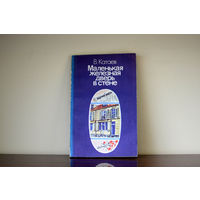 В. Катаев
Маленькая
железная
дверь
в стене